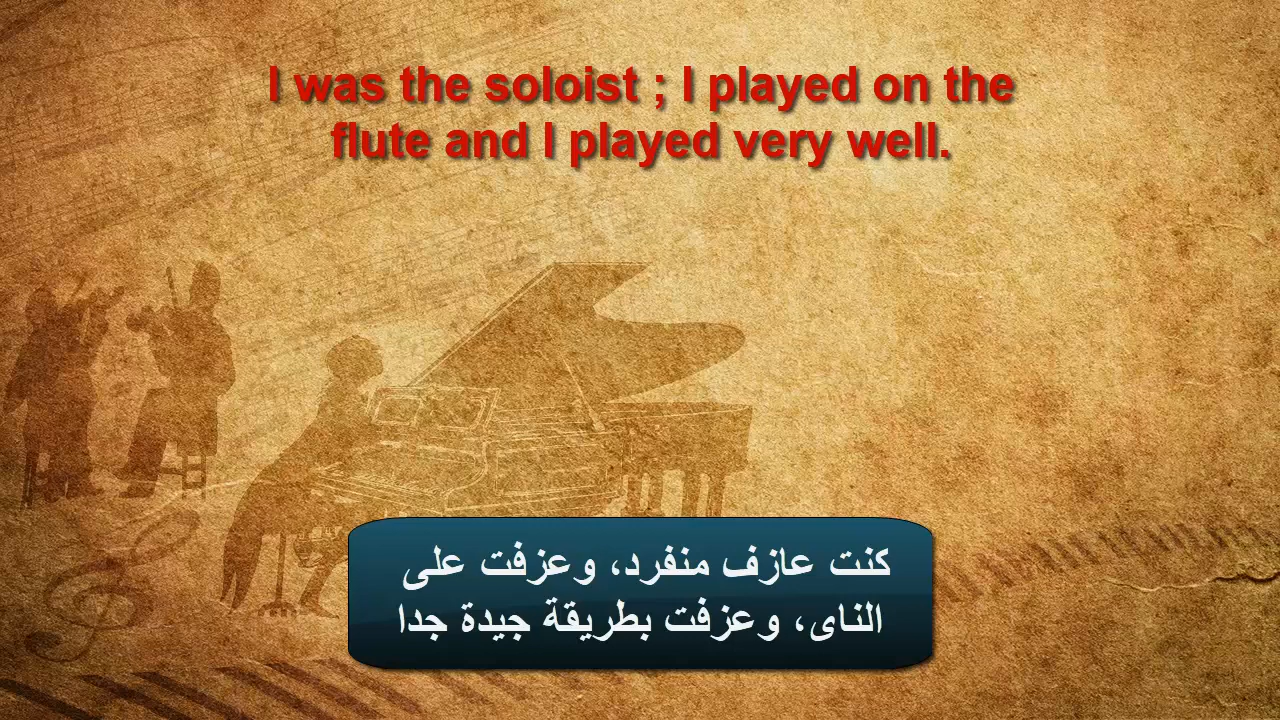 I was the soloist ; I played on the
flute and I played very well.
كنت عازف منفرد، وعزفت على
الناى، وعزفت بطريقة جيدة جدا